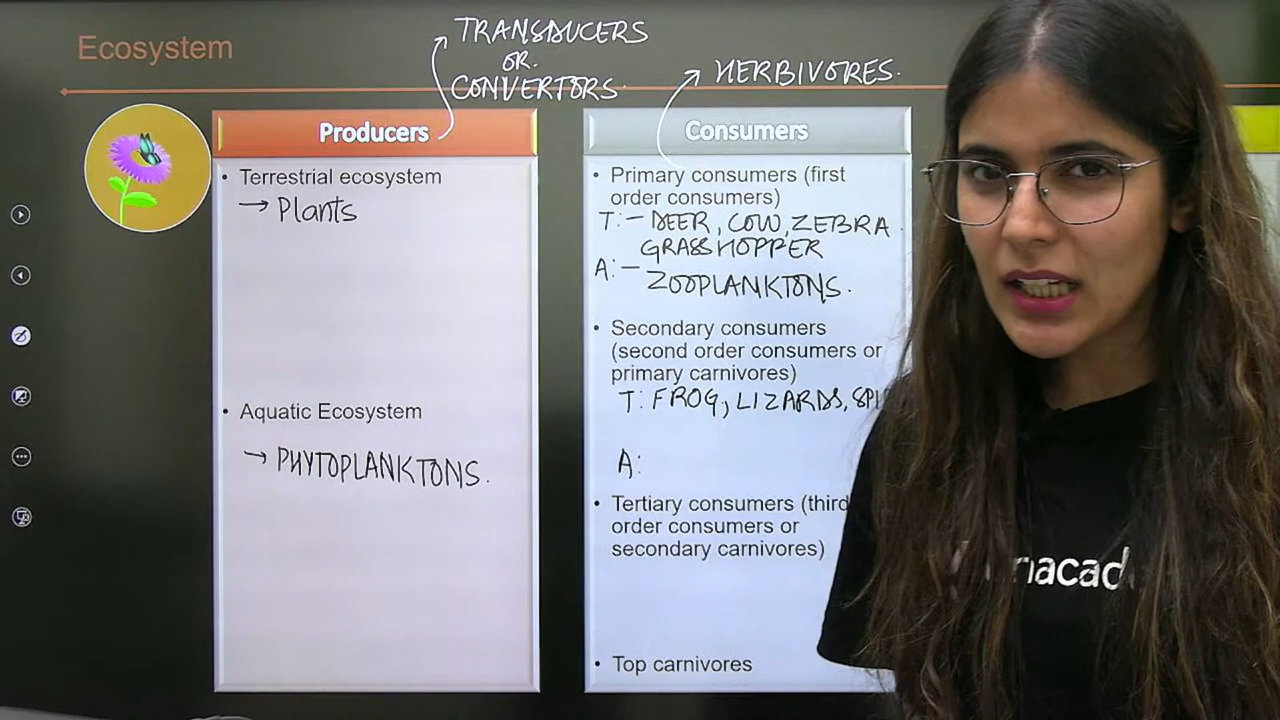 Ecosystem
TRANSDUCERS
OR.
CONVERTORS.
HERBIVORES.
Producers
• Terrestrial ecosystem
→ Plants
• Aquatic Ecosystem
→ PHYTOPLANKTONS.
Consumers
• Primary consumers (first
order consumers)
T:- DEER, COW, ZEBRA.
GRASSHOPPER
A:- ZOOPLANKTONS.
• Secondary consumers
(second order consumers or
primary carnivores)
T: FROG, LIZARDS,
A:
• Tertiary consumers (third
order consumers or
secondary carnivores)
• Top carnivores